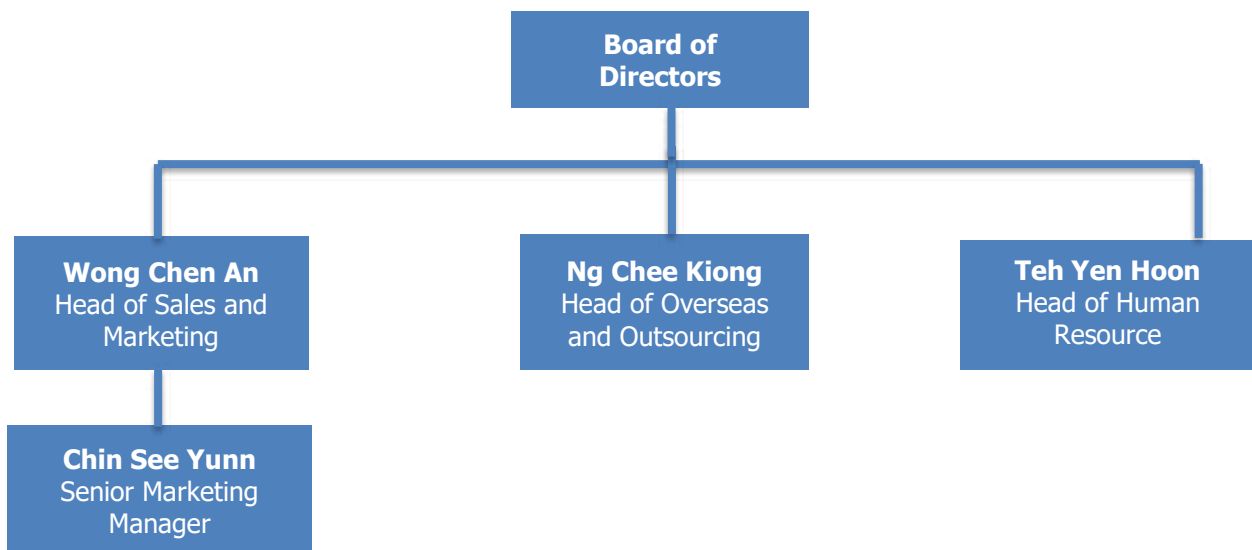 Board of
Directors
Wong Chen An
Head of Sales and
Marketing
Ng Chee Kiong
Head of Overseas
and Outsourcing
Teh Yen Hoon
Head of Human
Resource
Chin See Yunn
Senior Marketing
Manager